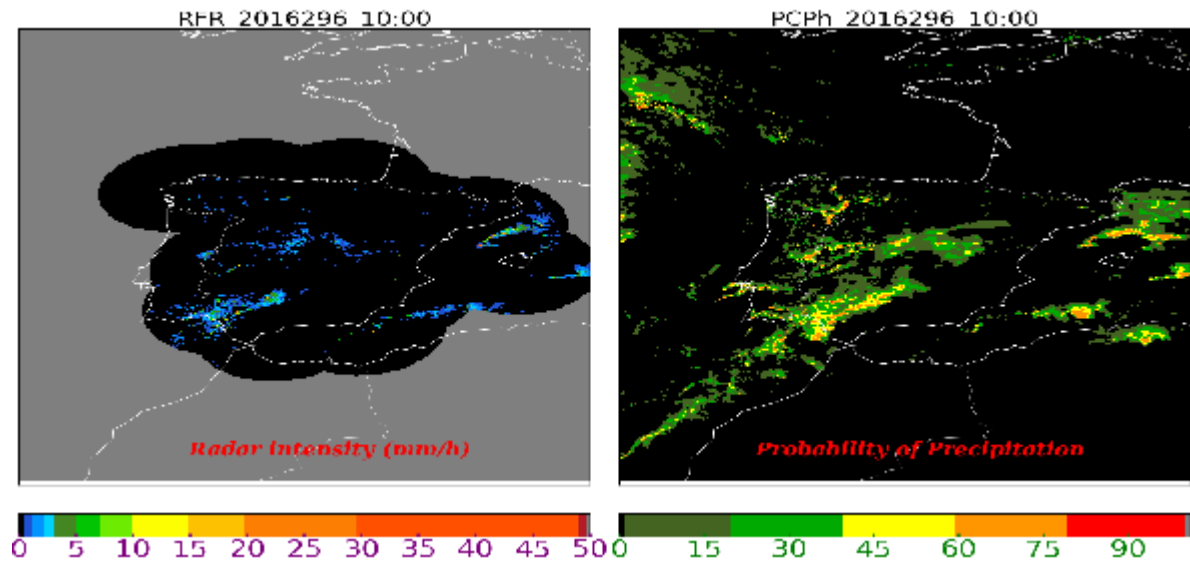 RFR 2016296 10:00
PCPh 2016296 10:00
Radar intensity (mm/h)
Probability of Precipitation
0 5 10 15 20 25 30 35 40 45 50
0 15 30 45 60 75 90